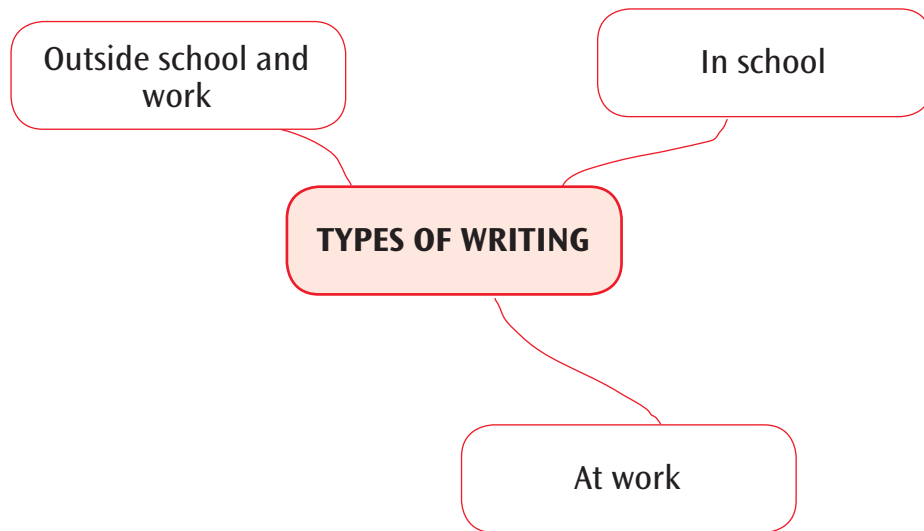 Outside school and
work
In school
TYPES OF WRITING
At work